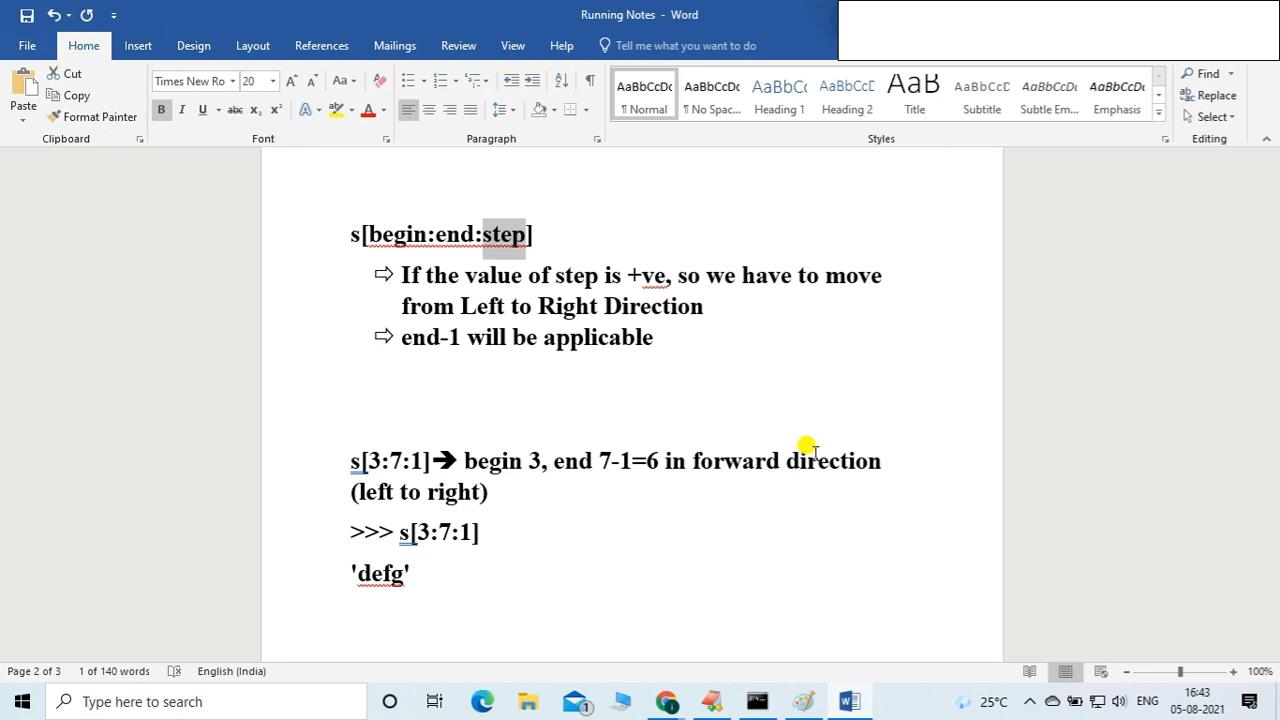 Running Notes - Word
File Home Insert Design Layout References Mailings Review View Help Tell me what you want to do
Paste
Cut
Copy
Format Painter
Clipboard
Times New Ro 20
Font
Paragraph
AaBbCcDc AaBbCcDc AaBbCc AaBbCcC AaB AaBbCcD AaBbCcDc AaBbCcDc
¶ Normal ¶ No Spac... Heading 1 Heading 2 Title Subtitle Subtle Em... Emphasis
Styles
Find
Replace
Select
Editing
s[begin:end:step]
⇨ If the value of step is +ve, so we have to move
from Left to Right Direction
⇨ end-1 will be applicable
s[3:7:1]➔ begin 3, end 7-1=6 in forward direction
(left to right)
>>> s[3:7:1]
'defg'
Page 2 of 3 1 of 140 words English (India) 100%
Type here to search
25°C ENG 16:43
05-08-2021